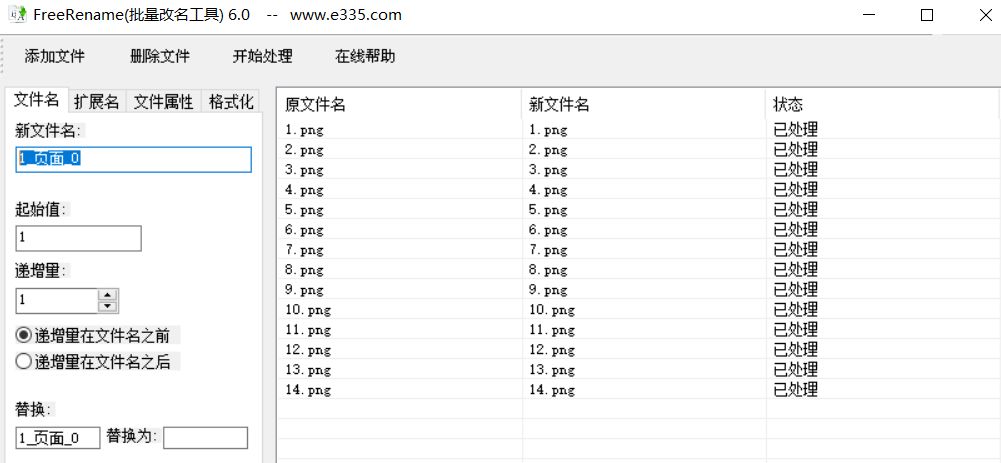 FreeRename(批量改名工具) 6.0 -- www.e335.com
添加文件 删除文件 开始处理 在线帮助
文件名 扩展名 文件属性 格式化
新文件名:
1_页面_0
起始值:
1
递增量:
1
递增量在文件名之前
递增量在文件名之后
替换:
1_页面_0 替换为:
原文件名 新文件名 状态
1.png 1.png 已处理
2.png 2.png 已处理
3.png 3.png 已处理
4.png 4.png 已处理
5.png 5.png 已处理
6.png 6.png 已处理
7.png 7.png 已处理
8.png 8.png 已处理
9.png 9.png 已处理
10.png 10.png 已处理
11.png 11.png 已处理
12.png 12.png 已处理
13.png 13.png 已处理
14.png 14.png 已处理